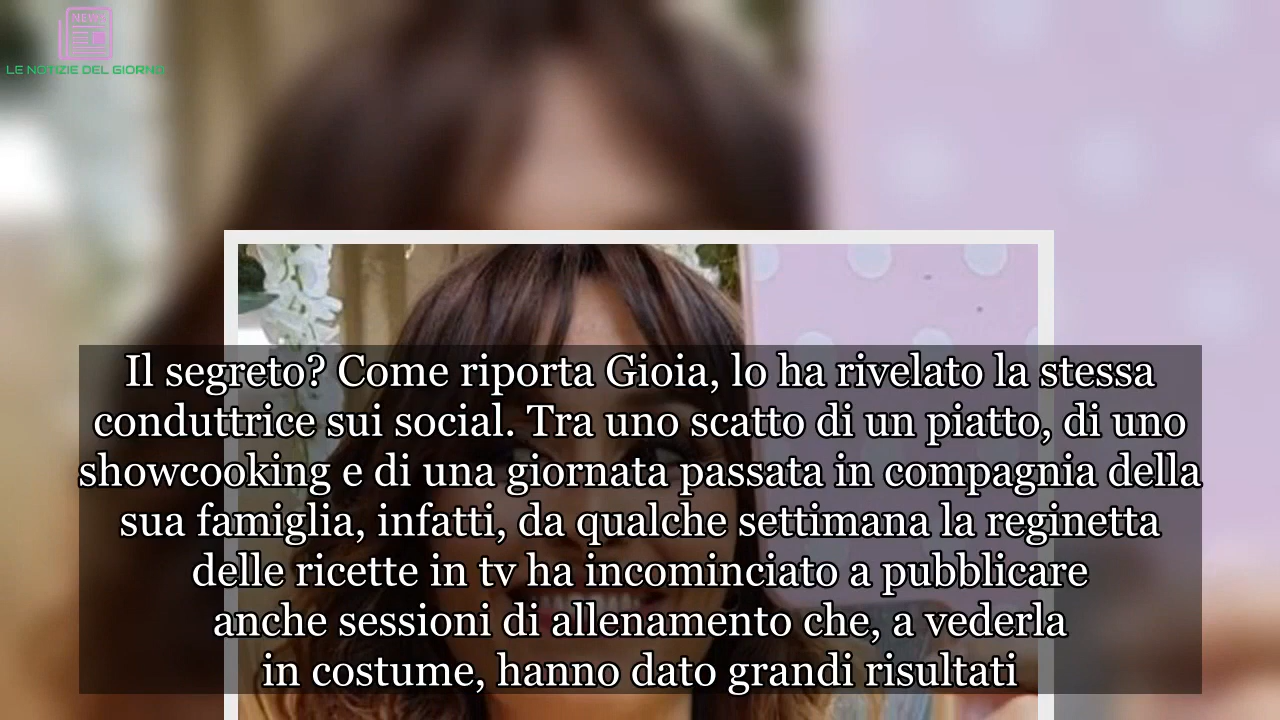 NEWS
LE NOTIZIE DEL GIORNO
Il segreto? Come riporta Gioia, lo ha rivelato la stessa
conduttrice sui social. Tra uno scatto di un piatto, di uno
showcooking e di una giornata passata in compagnia della
sua famiglia, infatti, da qualche settimana la reginetta
delle ricette in tv ha incominciato a pubblicare
anche sessioni di allenamento che, a vederla
in costume, hanno dato grandi risultati